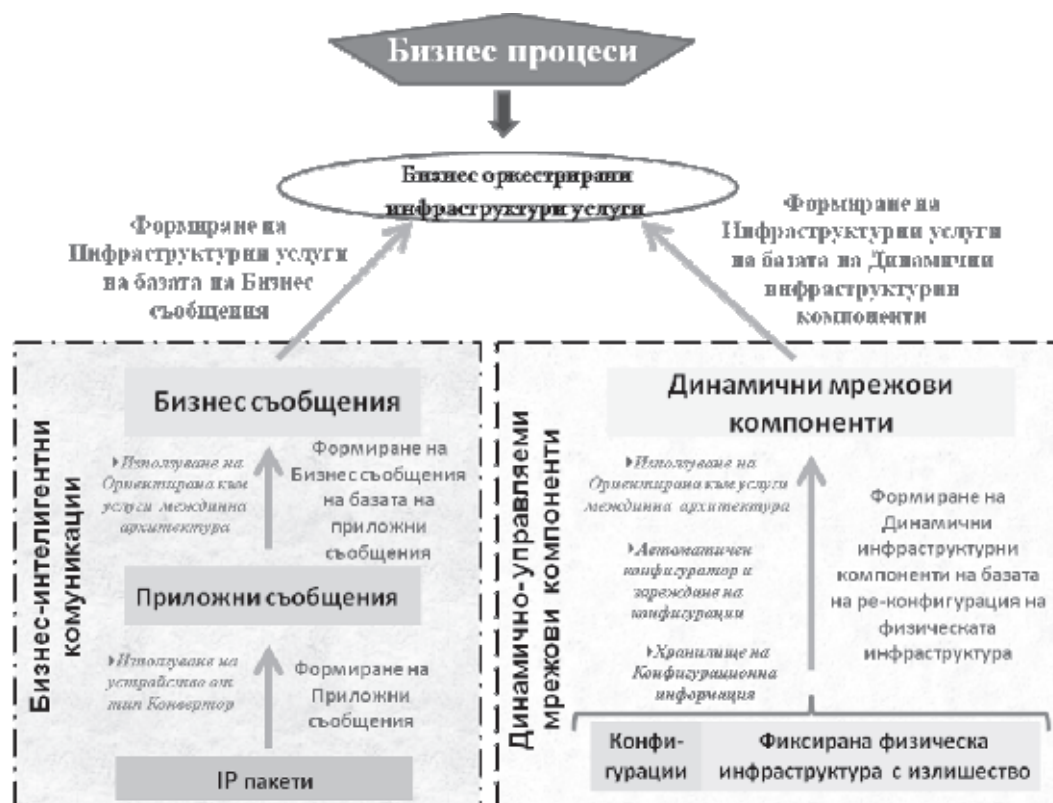 Бизнес процеси
Бизнес оркестрирани
инфраструктури услуги
Формиране на
Инфраструктурни услуги
на базата на Бизнес
съобщения
Формиране на
Инфраструктурни услуги
на базата на Динамични
инфраструктурни
компоненти
Бизнес-интелигентни
комуникации
Бизнес съобщения
Използване на
Ориентирана към
услуги междинна
архитектура
Формиране на
Бизнес съобщения
на базата на
приложни
съобщения
Приложни съобщения
Използване на
устройство от
тип Конвертор
Формиране на
Приложни
съобщения
IP пакети
Динамично-управляеми
мрежови компоненти
Динамични мрежови
компоненти
Използване на
Ориентирана към услуги
междинна архитектура
Автоматичен
конфигуратор и
зареждане на
конфигурации
Хранилище на
Конфигурационна
информация
Формиране на
Динамични
инфраструктурни
компоненти на базата
на ре-конфигурация на
физическата
инфраструктура
Конфи-
гурации
Фиксирана физическа
инфраструктура с излишество